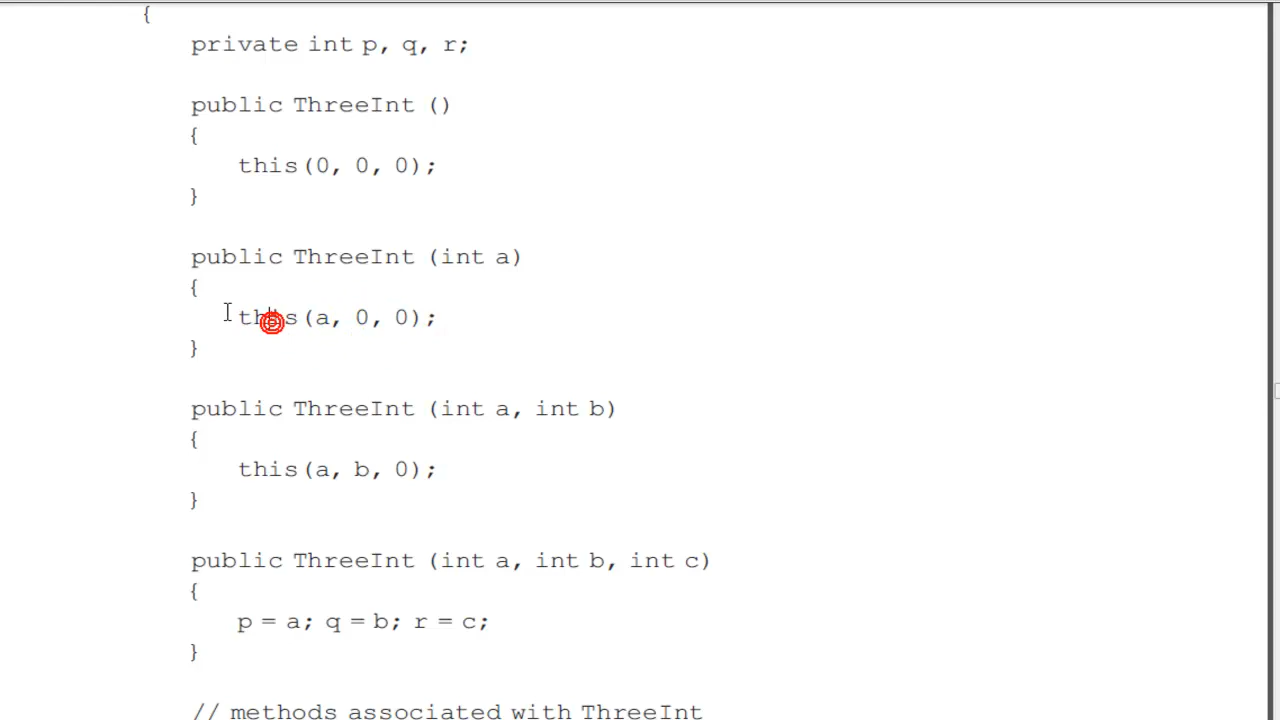 {
private int p, q, r;
public ThreeInt ()
{
this(0, 0, 0);
}
public ThreeInt (int a)
{
this(a, 0, 0);
}
public ThreeInt (int a, int b)
{
this(a, b, 0);
}
public ThreeInt (int a, int b, int c)
{
p = a; q = b; r = c;
}
// methods associated with ThreeInt